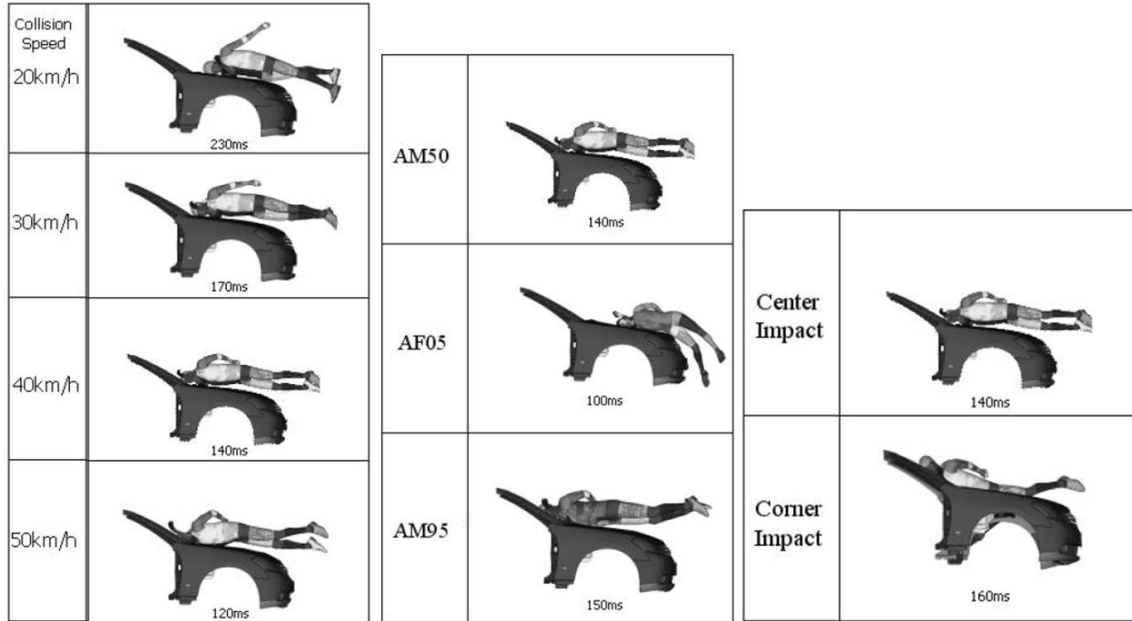 Collision
Speed
20km/h
230ms
30km/h
170ms
40km/h
140ms
50km/h
120ms
AM50
140ms
AF05
100ms
AM95
150ms
Center
Impact
140ms
Corner
Impact
160ms